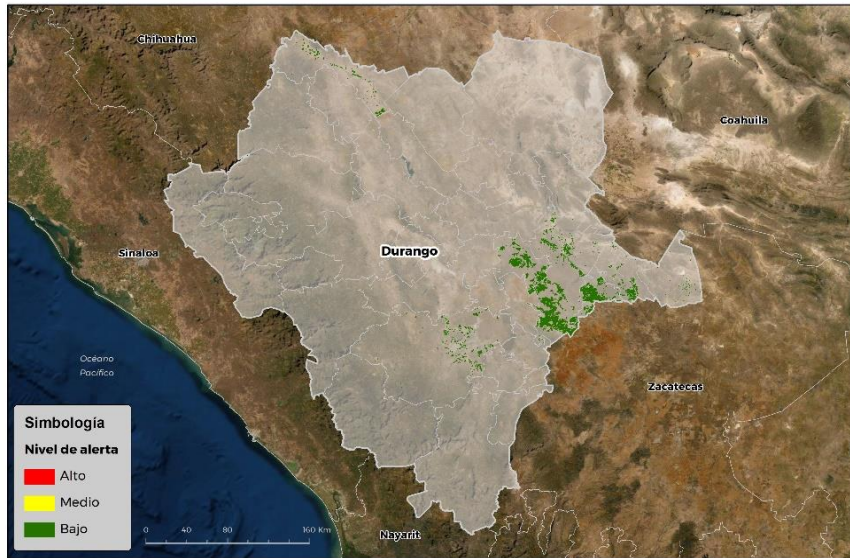 Chihuahua
Coahuila
Durango
Sinaloa
Océano
Pacífico
Zacatecas
Simbología
Nivel de alerta
Alto
Medio
Bajo
0 40 80 160 Km
Nayarit